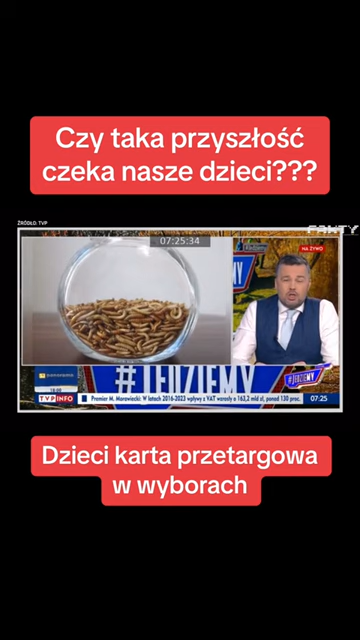 Czy taka przyszłość
czeka nasze dzieci???
ŹRÓDŁO: TVP
FAKTY
07:25:34
NA ŻYWO
#JEDZIEMY
#JEDZIEMY
TVP INFO
Premier M. Morawiecki: W latach 2016-2023 wpływy z VAT wzrosły o 163,2 mld zł, ponad 130 proc.
07:25
Dzieci karta przetargowa
w wyborach